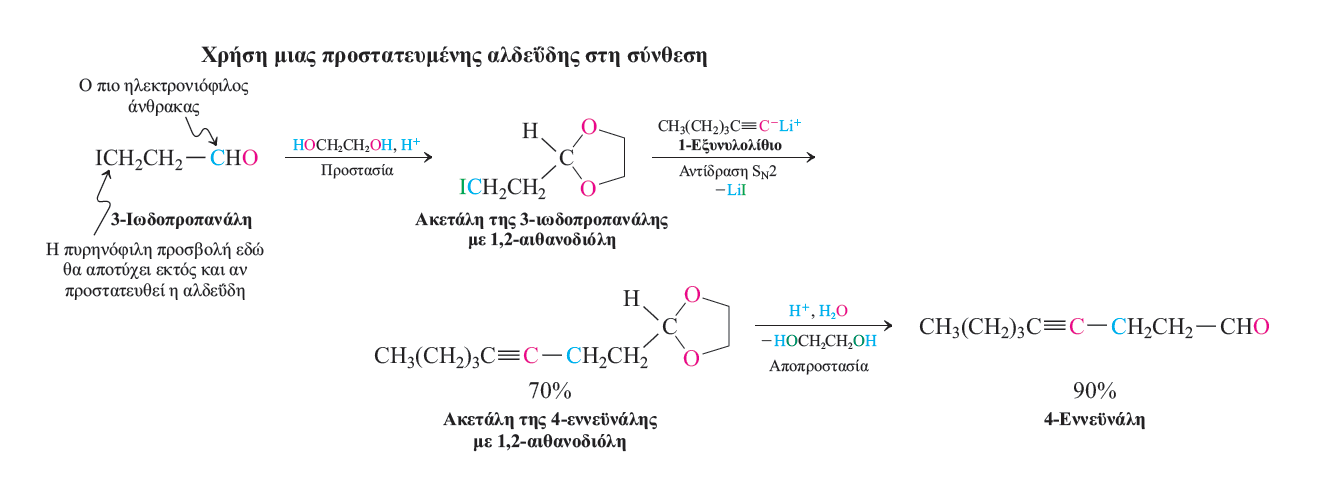 Χρήση μιας προστατευμένης αλδεΰδης στη σύνθεση
Ο πιο ηλεκτρονιόφιλος
άνθρακας
ICH₂CH₂—CHO
3-Ιωδοπροπανάλη
Η πυρηνόφιλη προσβολή εδώ
θα αποτύχει εκτός και αν
προστατευθεί η αλδεΰδη
HOCH₂CH₂OH, H⁺
Προστασία
H
O
C
O
ICH₂CH₂
Ακετάλη της 3-ιωδοπροπανάλης
με 1,2-αιθανοδιόλη
CH₃(CH₂)₃C≡C⁻Li⁺
1-Εξυνυλολίθιο
Αντίδραση S_N2
−LiI
H
O
C
O
CH₃(CH₂)₃C≡C—CH₂CH₂
70%
Ακετάλη της 4-εννεϋνάλης
με 1,2-αιθανοδιόλη
H⁺, H₂O
−HOCH₂CH₂OH
Αποπροστασία
CH₃(CH₂)₃C≡C—CH₂CH₂—CHO
90%
4-Εννεϋνάλη